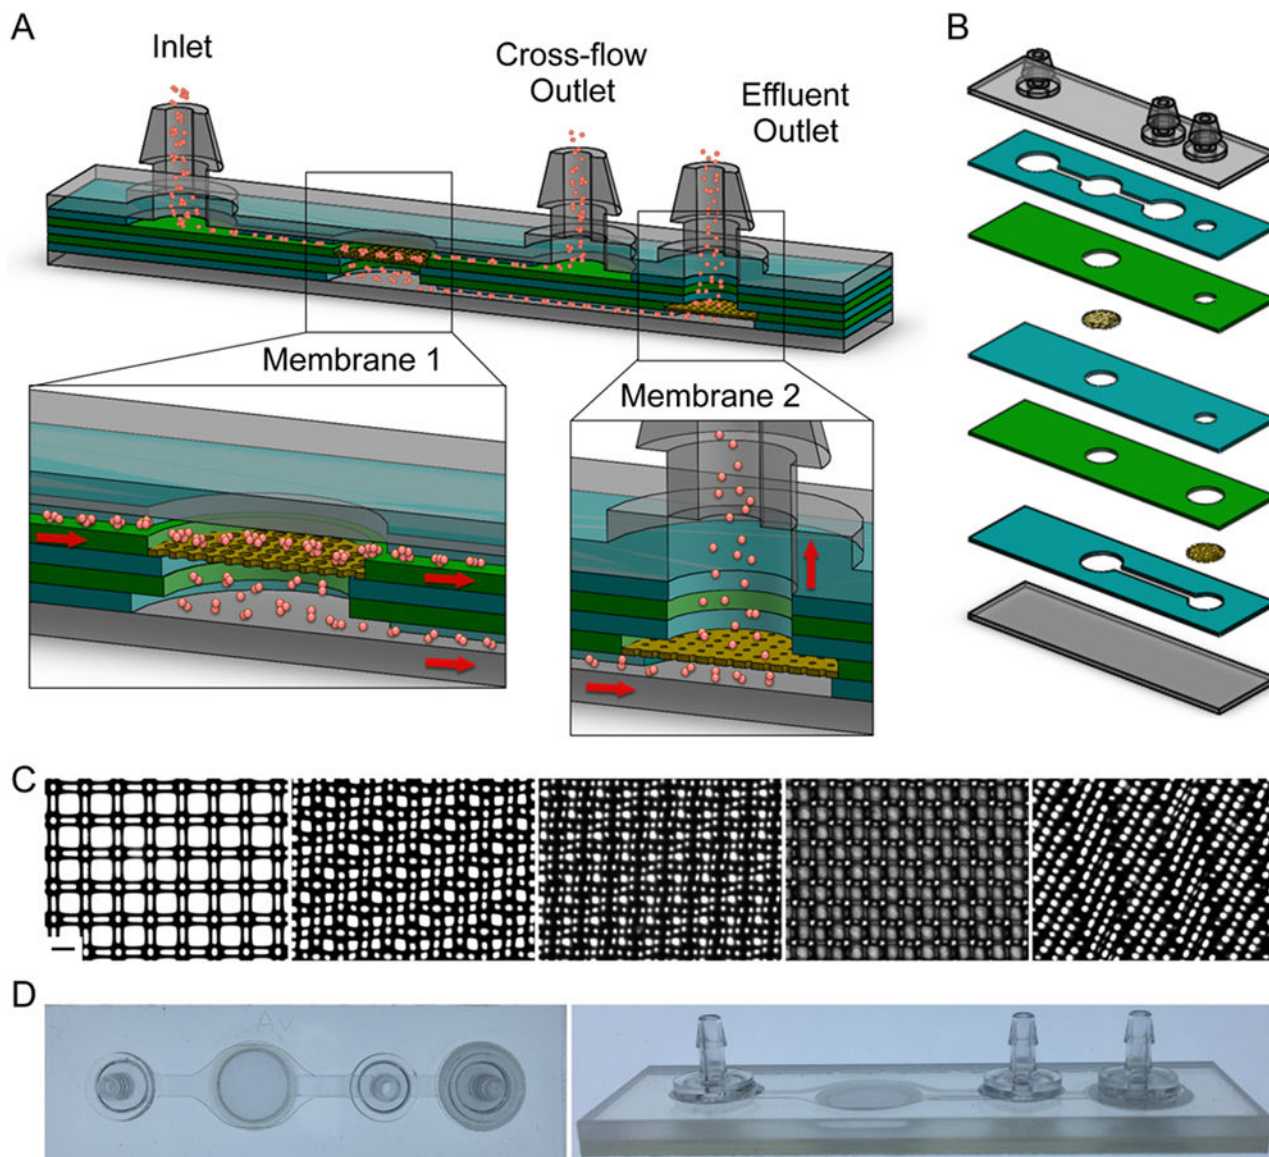 A
B
Inlet
Cross-flow
Outlet
Effluent
Outlet
Membrane 1
Membrane 2
C
D